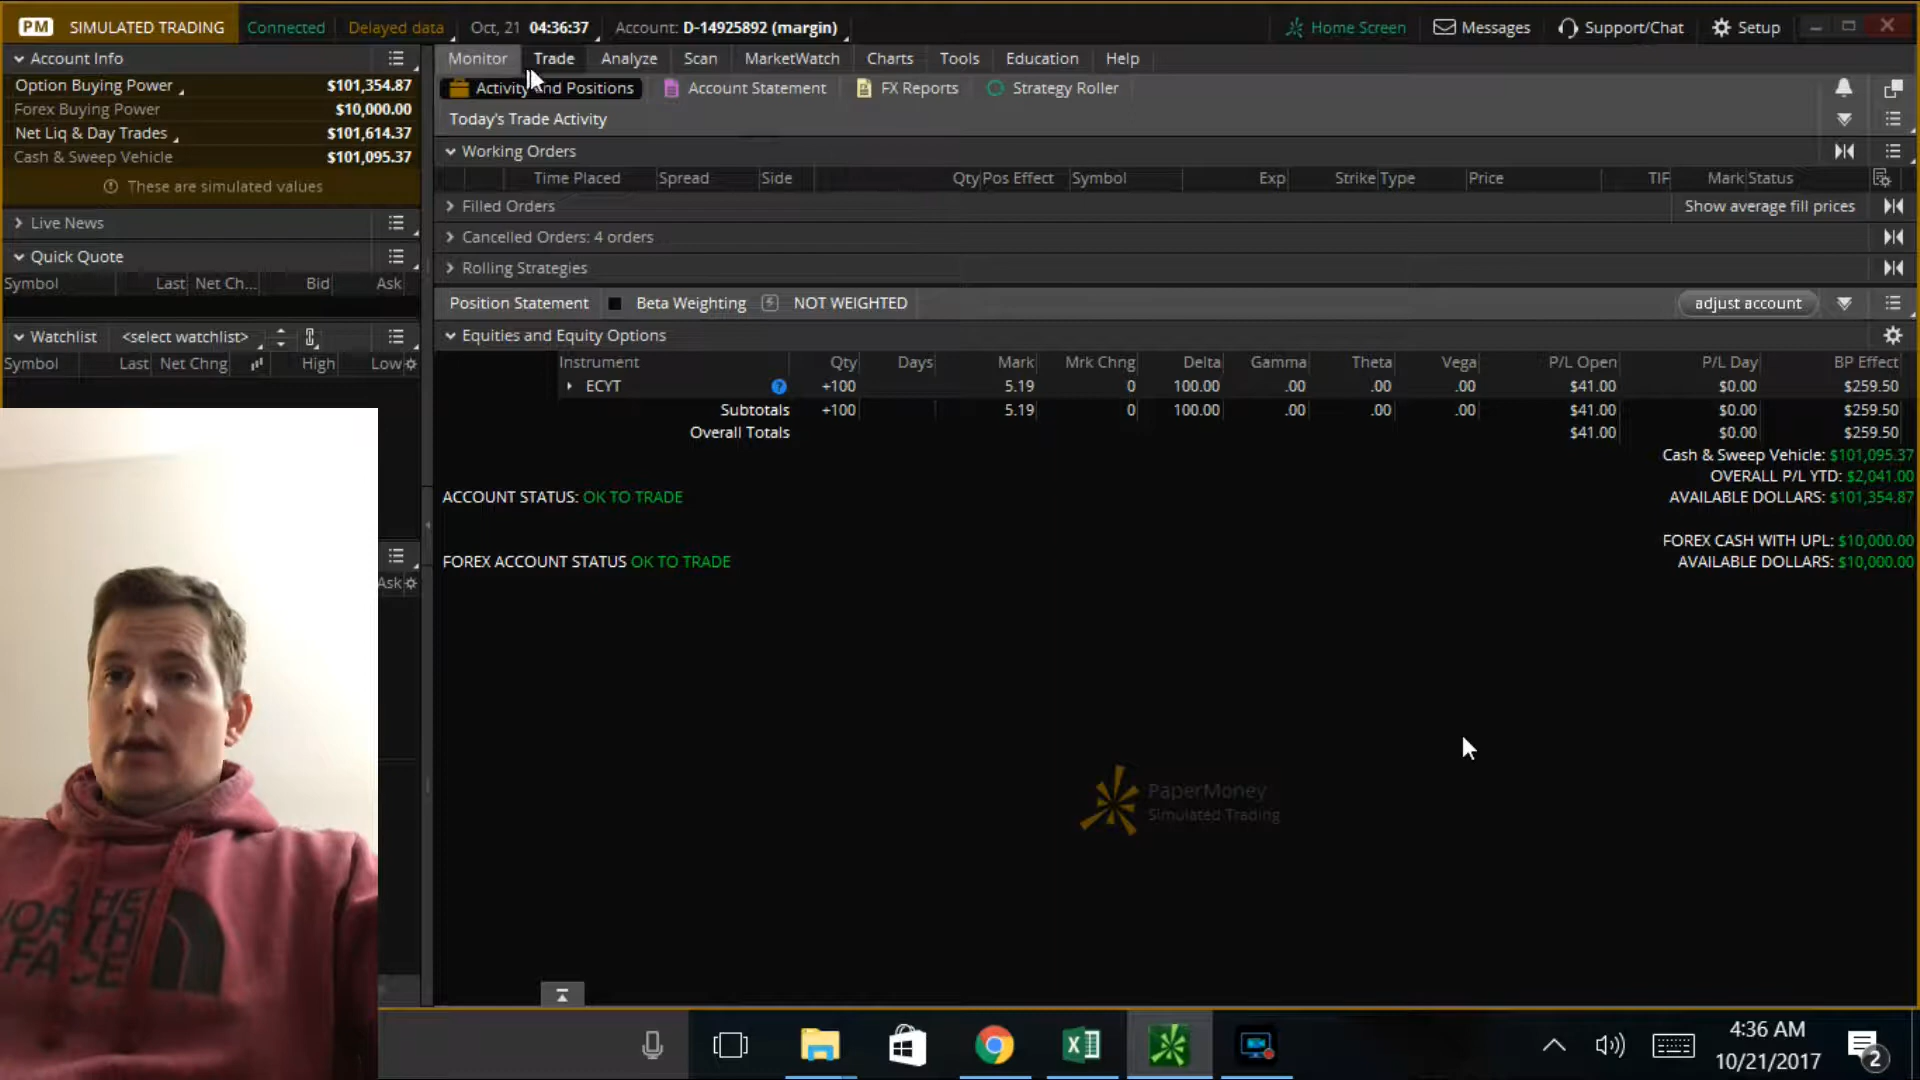 PM SIMULATED TRADING Connected Delayed data Oct, 21 04:36:37 Account: D-14925892 (margin) Home Screen Messages Support/Chat Setup
Account Info
Option Buying Power $101,354.87
Forex Buying Power $10,000.00
Net Liq & Day Trades $101,614.37
Cash & Sweep Vehicle $101,095.37
These are simulated values
Live News
Quick Quote
Symbol Last Net Ch... Bid Ask
Watchlist <select watchlist>
Symbol Last Net Chng High Low
Ask
Monitor Trade Analyze Scan MarketWatch Charts Tools Education Help
Activity and Positions Account Statement FX Reports Strategy Roller
Today's Trade Activity
Working Orders
Time Placed Spread Side Qty Pos Effect Symbol Exp Strike Type Price TIF Mark Status
Filled Orders Show average fill prices
Cancelled Orders: 4 orders
Rolling Strategies
Position Statement Beta Weighting NOT WEIGHTED adjust account
Equities and Equity Options
Instrument Qty Days Mark Mrk Chng Delta Gamma Theta Vega P/L Open P/L Day BP Effect
ECYT ? +100 5.19 0 100.00 .00 .00 .00 $41.00 $0.00 $259.50
Subtotals +100 5.19 0 100.00 .00 .00 .00 $41.00 $0.00 $259.50
Overall Totals $41.00 $0.00 $259.50
Cash & Sweep Vehicle: $101,095.37
OVERALL P/L YTD: $2,041.00
ACCOUNT STATUS: OK TO TRADE AVAILABLE DOLLARS: $101,354.87
FOREX CASH WITH UPL: $10,000.00
FOREX ACCOUNT STATUS OK TO TRADE AVAILABLE DOLLARS: $10,000.00
PaperMoney
Simulated Trading
THE
NORTH
FACE
4:36 AM
10/21/2017
2